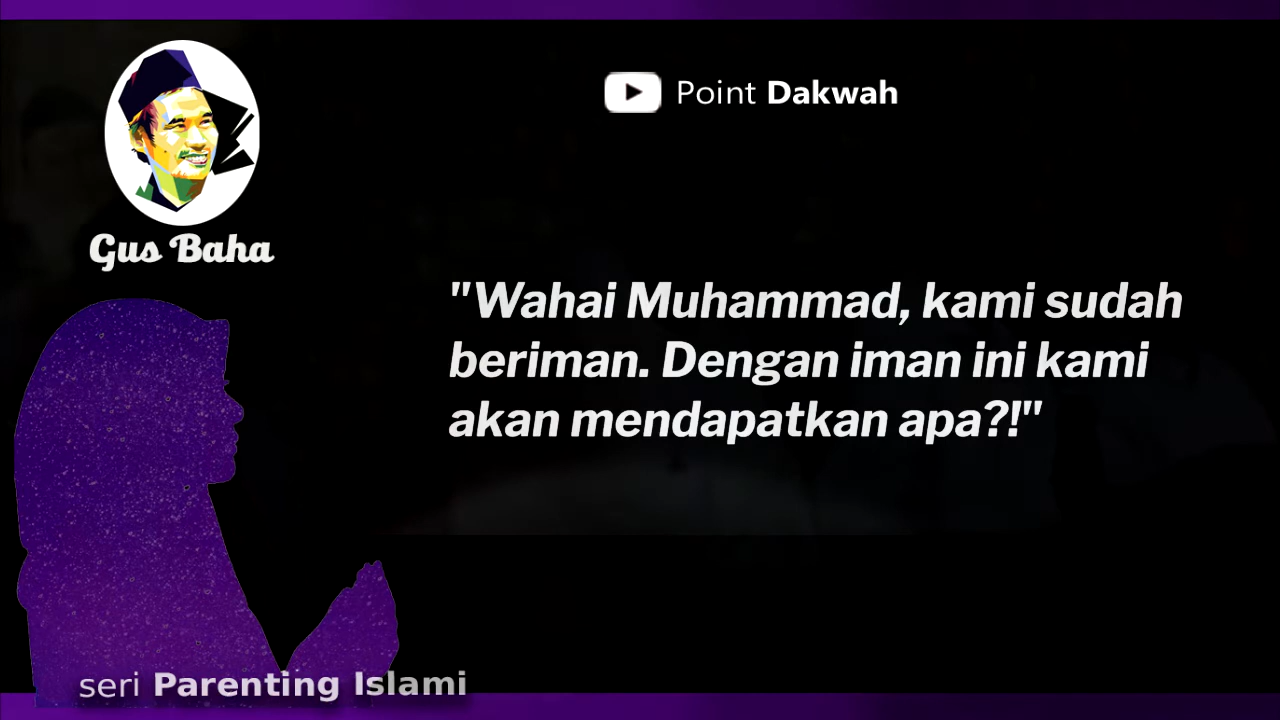 Point Dakwah
Gus Baha
"Wahai Muhammad, kami sudah
beriman. Dengan iman ini kami
akan mendapatkan apa?!"
seri Parenting Islami